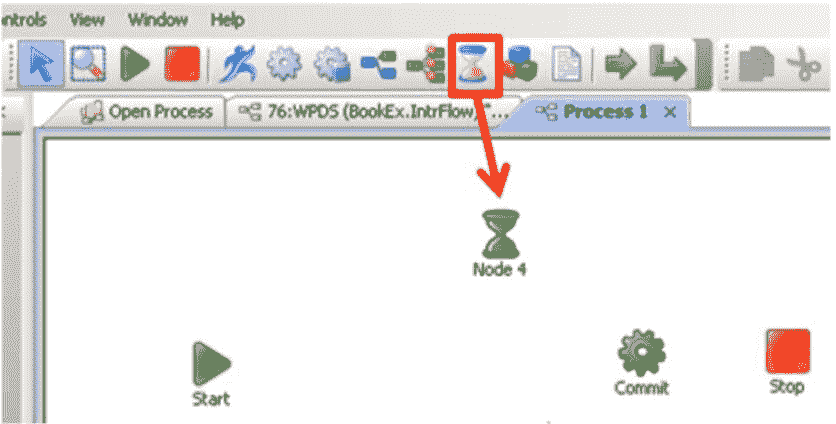 ntrols View Window Help
Open Process 76:WPDS (BookEx.IntrFlow) "... Process 1
Node 4
Start
Commit
Stop